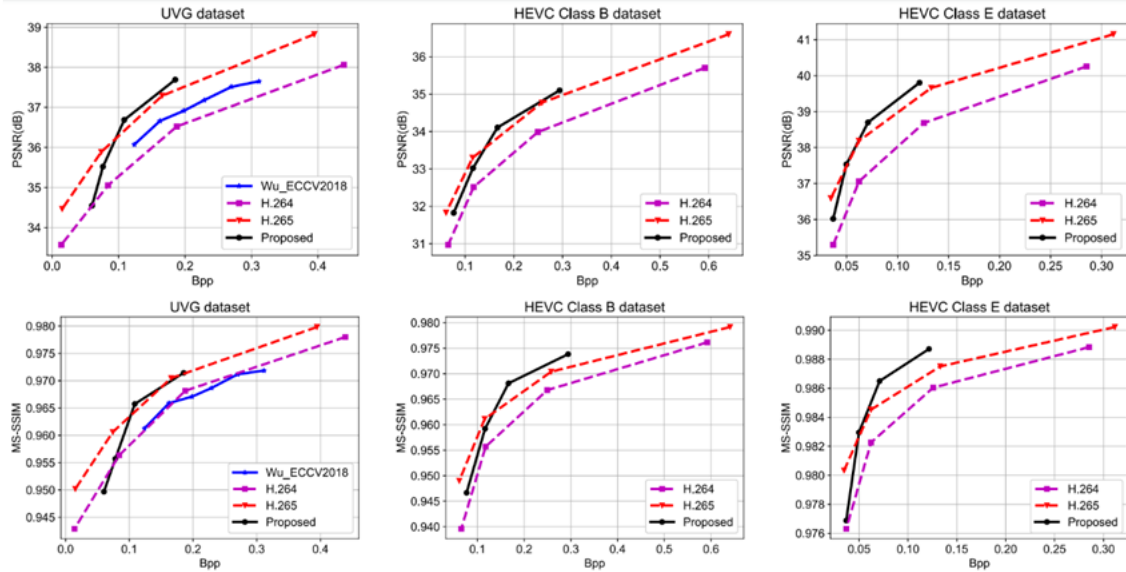 UVG dataset
39
38
37
36
35
34
PSNR(dB)
0.0 0.1 0.2 0.3 0.4
Bpp
Wu_ECCV2018
H.264
H.265
Proposed
HEVC Class B dataset
36
35
34
33
32
31
PSNR(dB)
0.1 0.2 0.3 0.4 0.5 0.6
Bpp
H.264
H.265
Proposed
HEVC Class E dataset
41
40
39
38
37
36
35
PSNR(dB)
0.05 0.10 0.15 0.20 0.25 0.30
Bpp
H.264
H.265
Proposed
UVG dataset
0.980
0.975
0.970
0.965
0.960
0.955
0.950
0.945
MS-SSIM
0.0 0.1 0.2 0.3 0.4
Bpp
Wu_ECCV2018
H.264
H.265
Proposed
HEVC Class B dataset
0.980
0.975
0.970
0.965
0.960
0.955
0.950
0.945
0.940
MS-SSIM
0.1 0.2 0.3 0.4 0.5 0.6
Bpp
H.264
H.265
Proposed
HEVC Class E dataset
0.990
0.988
0.986
0.984
0.982
0.980
0.978
0.976
MS-SSIM
0.05 0.10 0.15 0.20 0.25 0.30
Bpp
H.264
H.265
Proposed